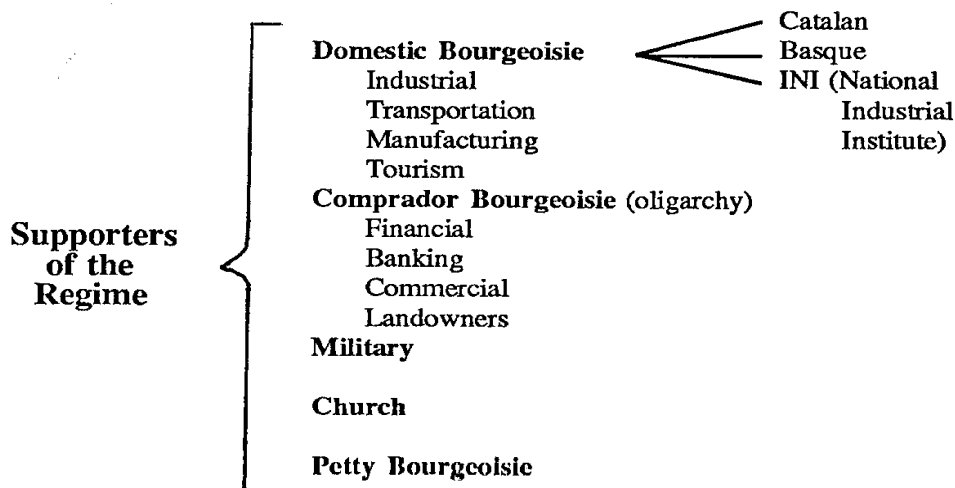 Catalan
Domestic Bourgeoisie
Basque
Industrial
INI (National
Transportation
Industrial
Manufacturing
Institute)
Tourism
Comprador Bourgeoisie (oligarchy)
Financial
Supporters
Banking
of the
Commercial
Regime
Landowners
Military
Church
Petty Bourgeoisie